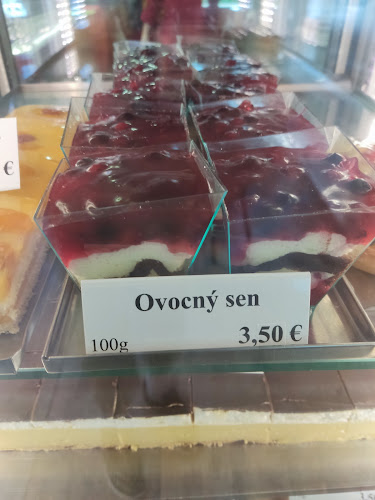 €
Ovocný sen
100g 3,50 €